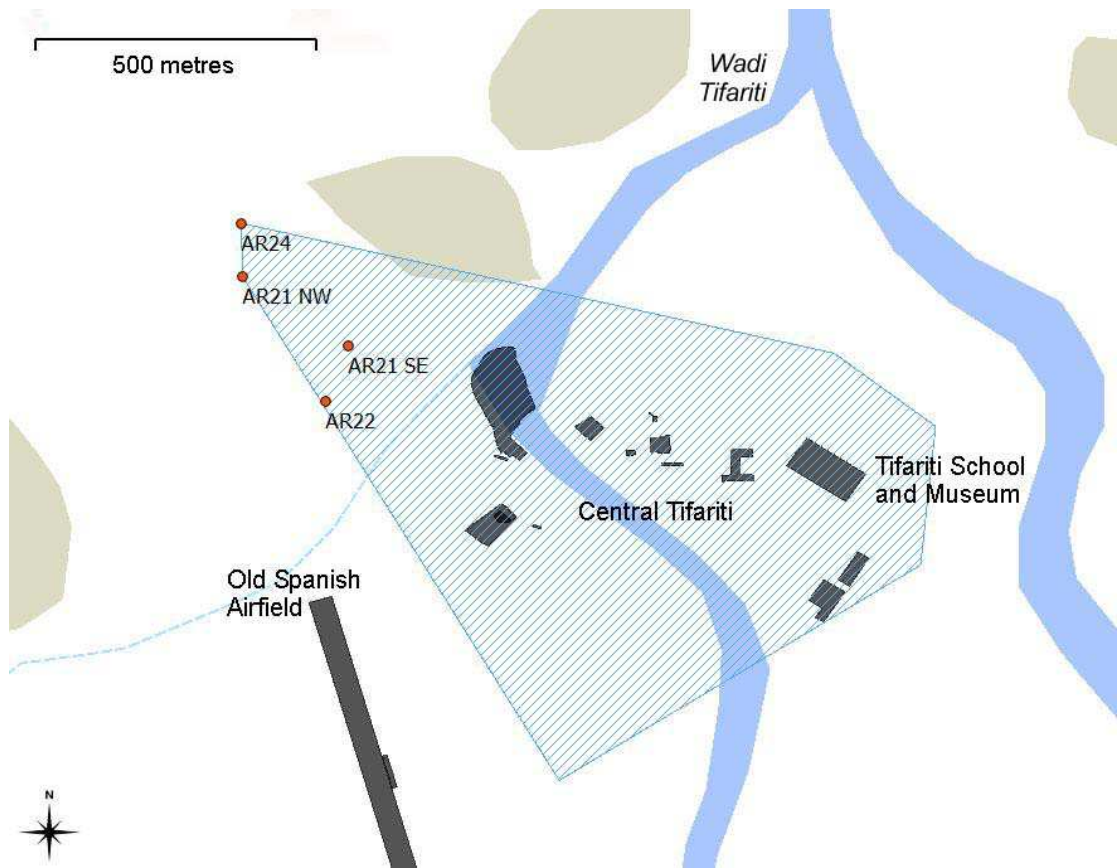 500 metres
Wadi
Tifariti
AR24
AR21 NW
AR21 SE
AR22
Tifariti School
and Museum
Central Tifariti
Old Spanish
Airfield
N